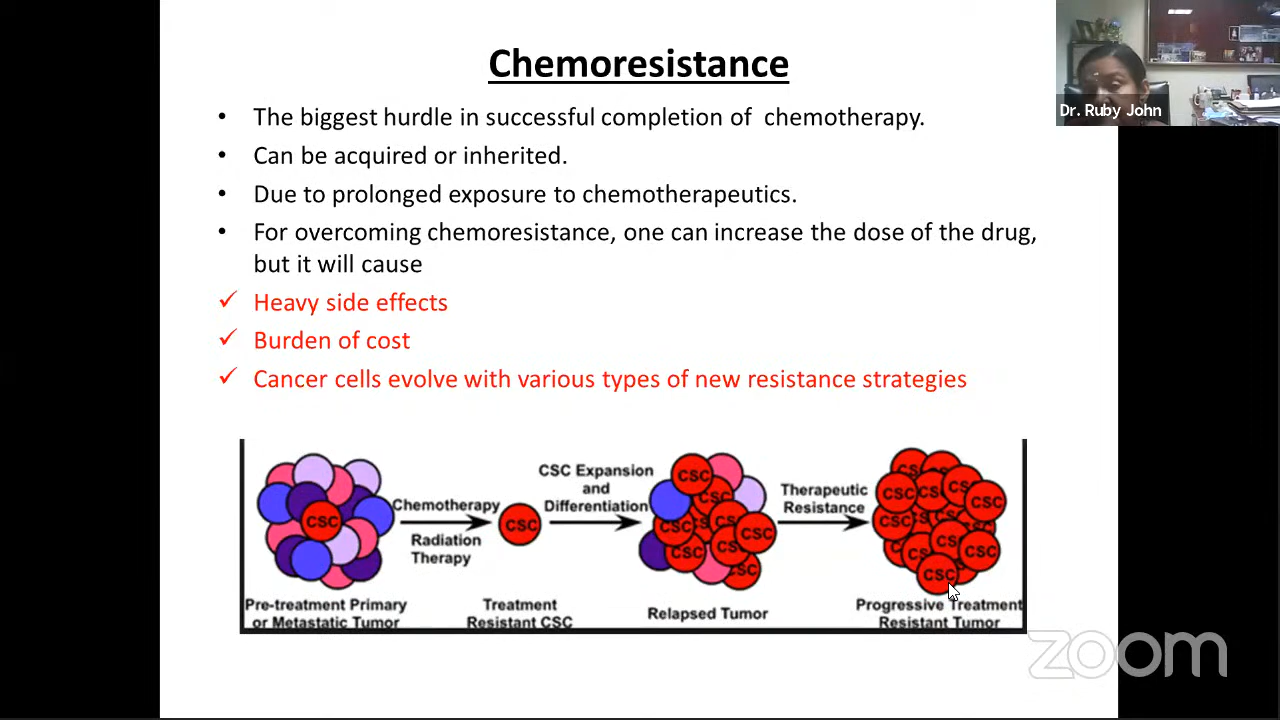 Chemoresistance
Dr. Ruby John
• The biggest hurdle in successful completion of chemotherapy.
• Can be acquired or inherited.
• Due to prolonged exposure to chemotherapeutics.
• For overcoming chemoresistance, one can increase the dose of the drug,
but it will cause
✓ Heavy side effects
✓ Burden of cost
✓ Cancer cells evolve with various types of new resistance strategies
CSC
Chemotherapy
Radiation
Therapy
CSC
CSC Expansion
and
Differentiation
CSC
CSC
CSC
CSC
CSC
CSC
CSC
Therapeutic
Resistance
CSC
CSC
CSC
CSC
CSC
CSC
CSC
Pre-treatment Primary
or Metastatic Tumor
Treatment
Resistant CSC
Relapsed Tumor
Progressive Treatment
Resistant Tumor
zoom